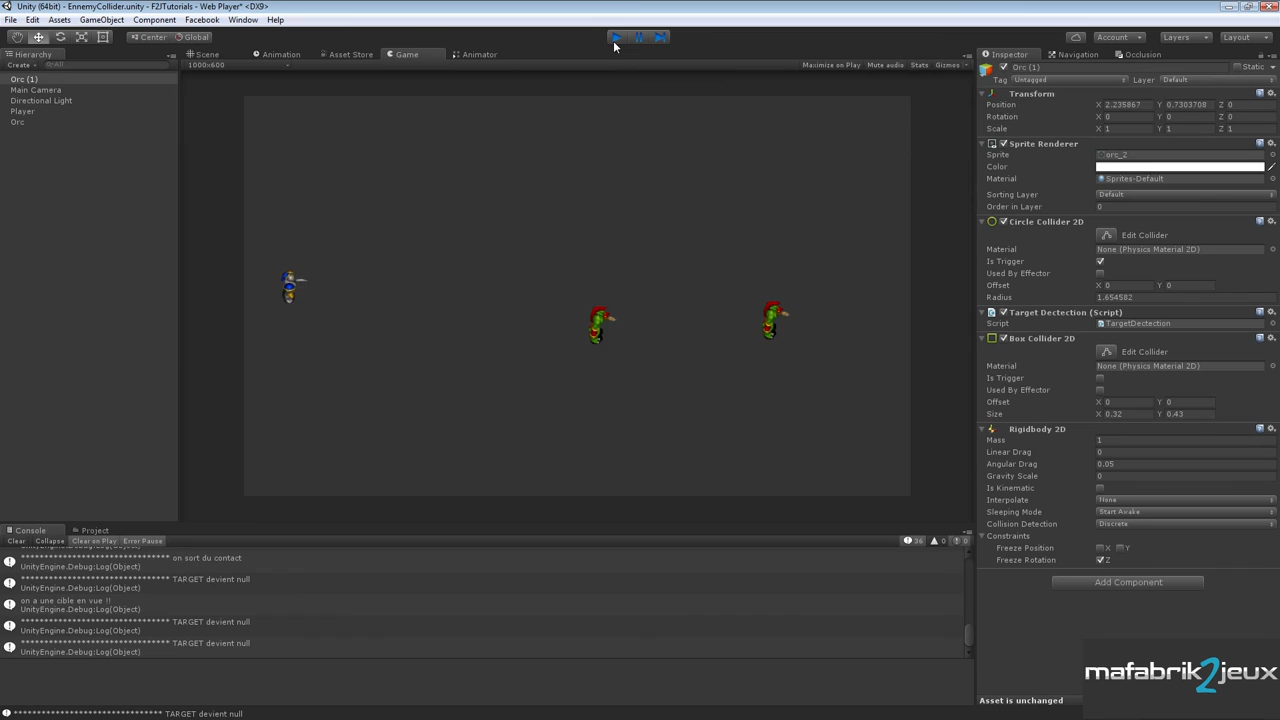 Unity (64bit) - EnnemyCollider.unity - F2JTutorials - Web Player* <DX9>
File Edit Assets GameObject Component Facebook Window Help
Center Global Account Layers Layout
Hierarchy
Create All
Orc (1)
Main Camera
Directional Light
Player
Orc
Scene Animation Asset Store Game Animator
1000x600 Maximize on Play Mute audio Stats Gizmos
Inspector Navigation Occlusion
Orc (1) Static
Tag Untagged Layer Default
Transform
Position X 2.235867 Y 0.7303708 Z 0
Rotation X 0 Y 0 Z 0
Scale X 1 Y 1 Z 1
Sprite Renderer
Sprite orc_2
Color
Material Sprites-Default
Sorting Layer Default
Order in Layer 0
Circle Collider 2D
Edit Collider
Material None (Physics Material 2D)
Is Trigger
Used By Effector
Offset X 0 Y 0
Radius 1.654582
Target Dectection (Script)
Script TargetDectection
Box Collider 2D
Edit Collider
Material None (Physics Material 2D)
Is Trigger
Used By Effector
Offset X 0 Y 0
Size X 0.32 Y 0.43
Rigidbody 2D
Mass 1
Linear Drag 0
Angular Drag 0.05
Gravity Scale 0
Is Kinematic
Interpolate None
Sleeping Mode Start Awake
Collision Detection Discrete
Constraints
Freeze Position X Y
Freeze Rotation Z
Add Component
Asset is unchanged
Console Project
Clear Collapse Clear on Play Error Pause 36 0 0
UnityEngine.Debug:Log(Object)
********************************* on sort du contact
UnityEngine.Debug:Log(Object)
********************************* TARGET devient null
UnityEngine.Debug:Log(Object)
on a une cible en vue !!
UnityEngine.Debug:Log(Object)
********************************* TARGET devient null
UnityEngine.Debug:Log(Object)
********************************* TARGET devient null
UnityEngine.Debug:Log(Object)
********************************* TARGET devient null
mafabrik2jeux